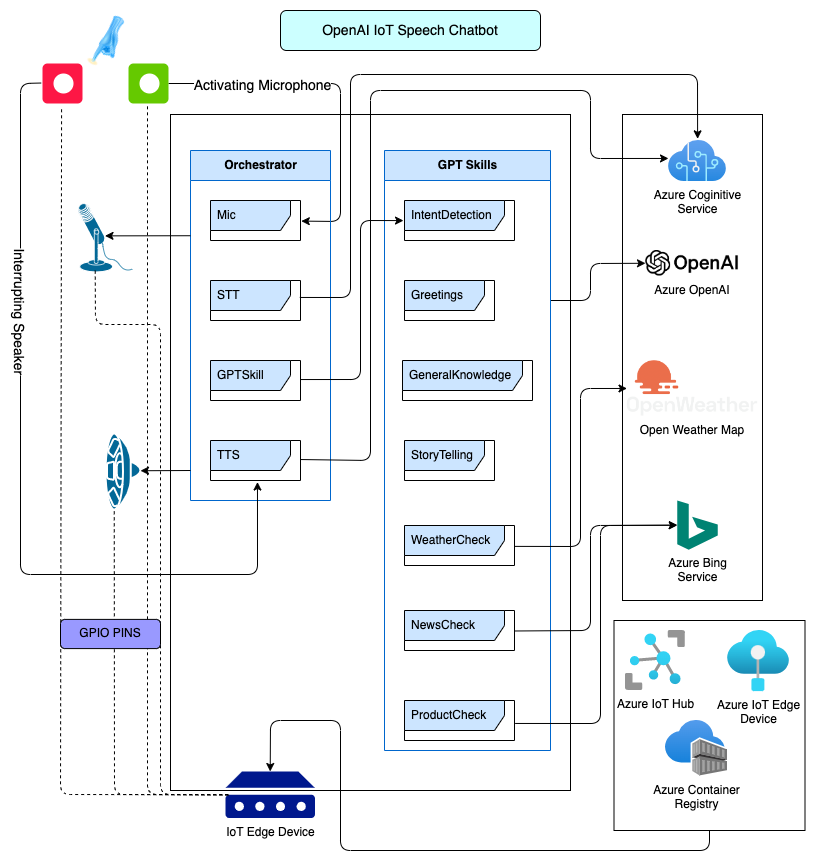 OpenAI IoT Speech Chatbot
Activating Microphone
Interrupting Speaker
Orchestrator
Mic
STT
GPTSkill
TTS
GPT Skills
IntentDetection
Greetings
GeneralKnowledge
StoryTelling
WeatherCheck
NewsCheck
ProductCheck
Azure Coginitive
Service
OpenAI
Azure OpenAI
OpenWeather
Open Weather Map
Azure Bing
Service
GPIO PINS
Azure IoT Hub
Azure IoT Edge
Device
Azure Container
Registry
IoT Edge Device